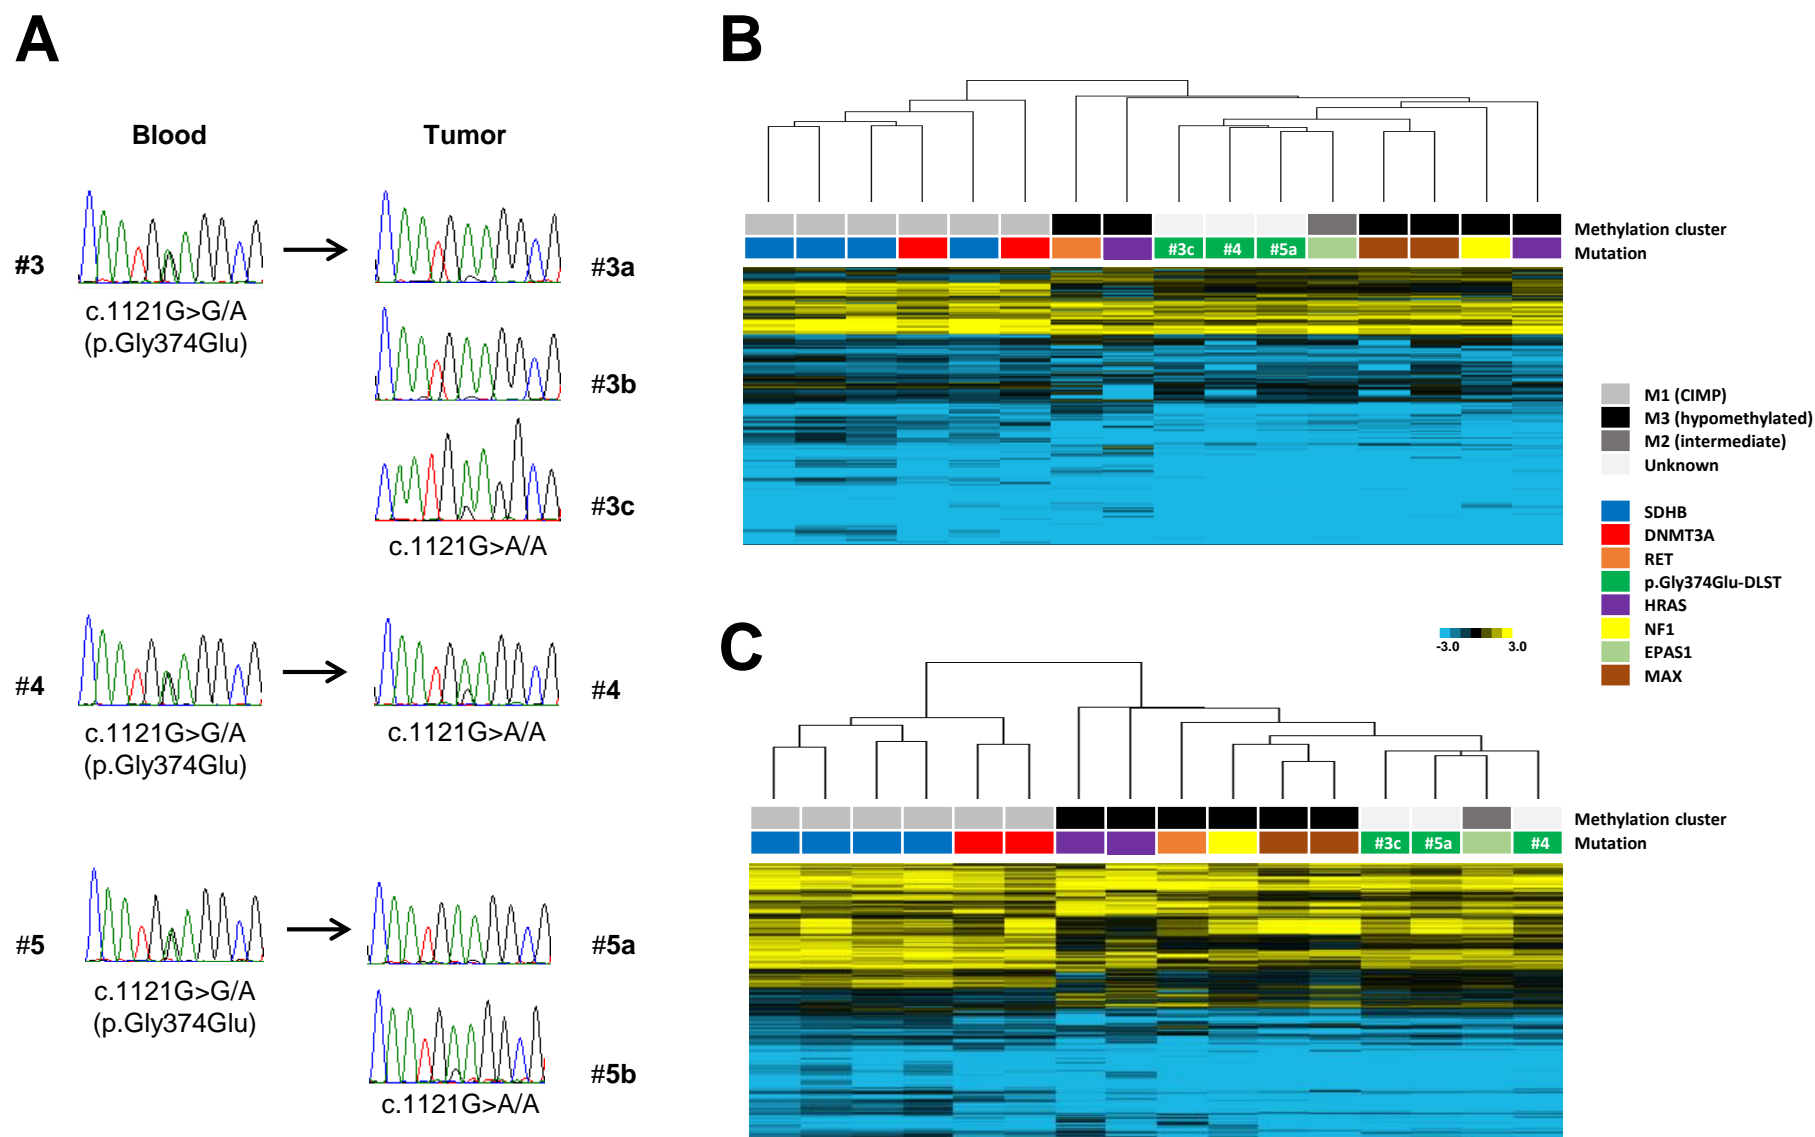 A
Blood
Tumor
#3
c.1121G>G/A
(p.Gly374Glu)
#3a
#3b
#3c
c.1121G>A/A
#4
c.1121G>G/A
(p.Gly374Glu)
#4
c.1121G>A/A
#5
c.1121G>G/A
(p.Gly374Glu)
#5a
#5b
c.1121G>A/A
B
Methylation cluster
#3c #4 #5a
Mutation
M1 (CIMP)
M3 (hypomethylated)
M2 (intermediate)
Unknown
SDHB
DNMT3A
RET
p.Gly374Glu-DLST
HRAS
NF1
EPAS1
MAX
C
-3.0 3.0
Methylation cluster
#3c #5a #4
Mutation